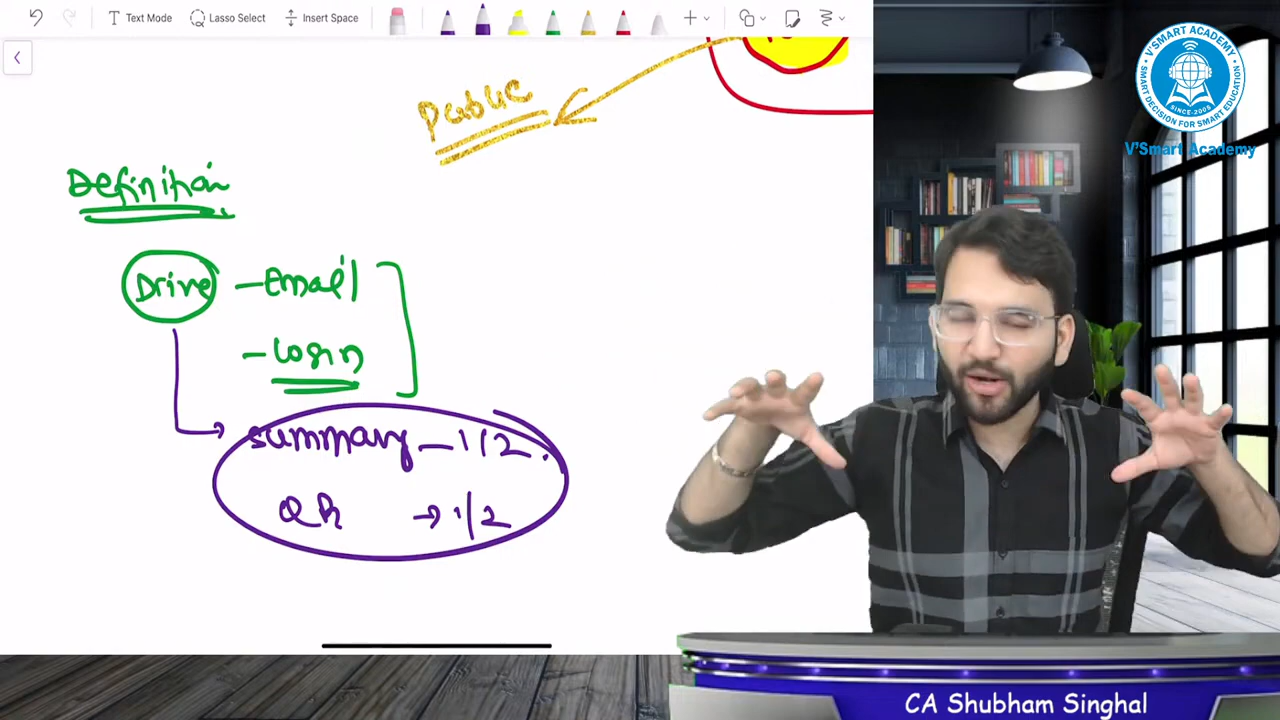 Text Mode
Lasso Select
Insert Space
Public
Definition
Drive - Email
- Login
Summary - 1/2
QR → 1/2
V'SMART ACADEMY
SMART DECISION FOR SMART EDUCATION
SINCE-2005
V'Smart Academy
CA Shubham Singhal